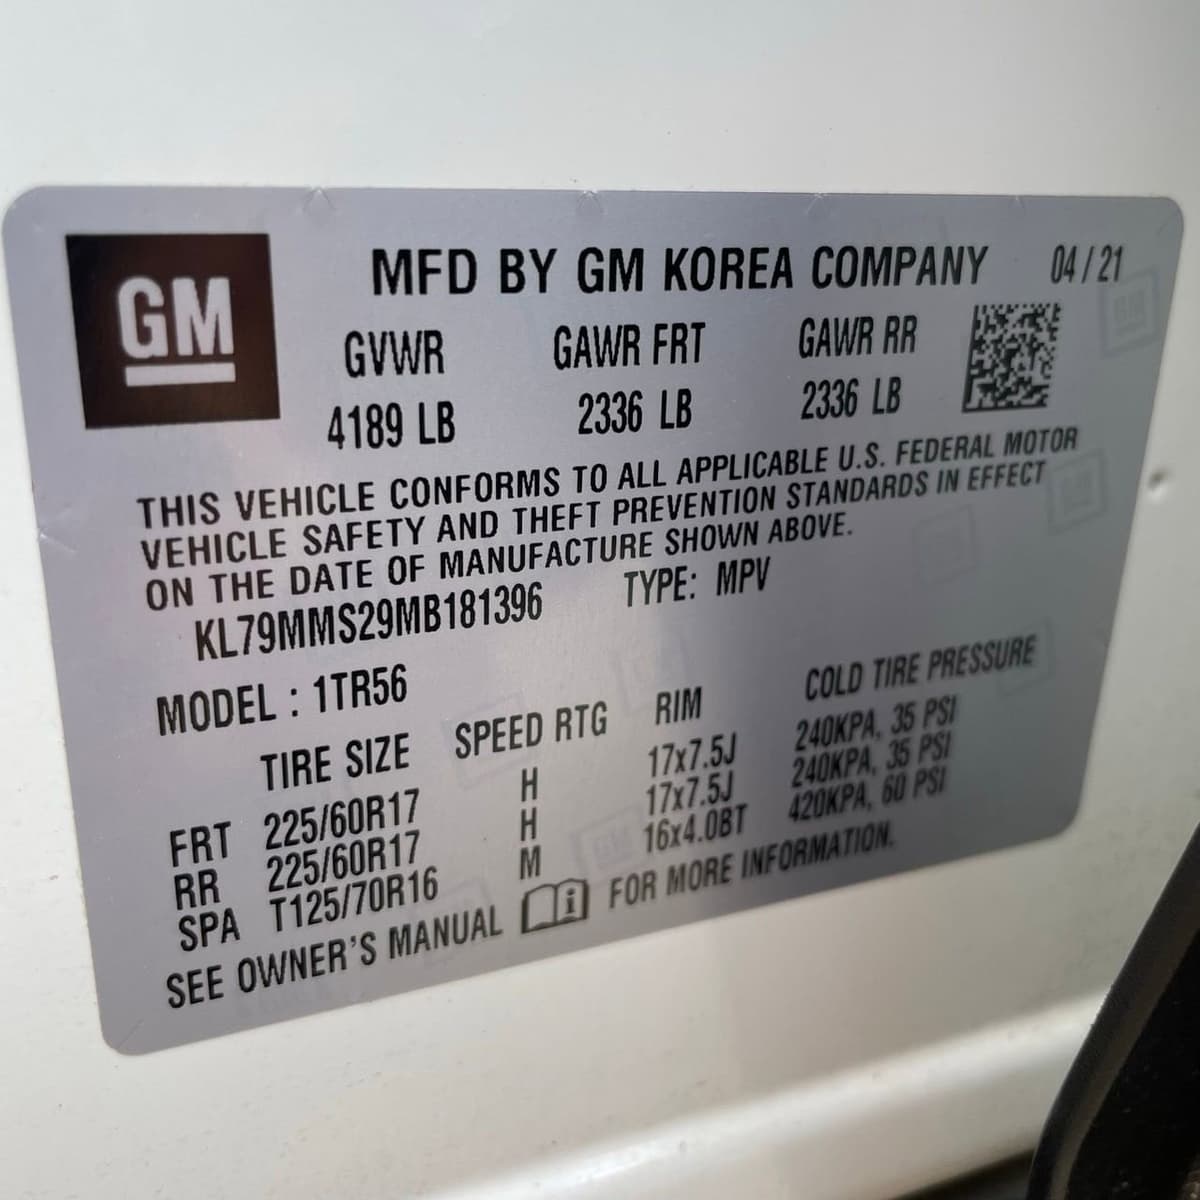 GM
MFD BY GM KOREA COMPANY 04/21
GVWR GAWR FRT GAWR RR
4189 LB 2336 LB 2336 LB
THIS VEHICLE CONFORMS TO ALL APPLICABLE U.S. FEDERAL MOTOR
VEHICLE SAFETY AND THEFT PREVENTION STANDARDS IN EFFECT
ON THE DATE OF MANUFACTURE SHOWN ABOVE.
KL79MMS29MB181396 TYPE: MPV
MODEL : 1TR56
TIRE SIZE SPEED RTG RIM COLD TIRE PRESSURE
FRT 225/60R17 H 17x7.5J 240KPA, 35 PSI
RR 225/60R17 H 17x7.5J 240KPA, 35 PSI
SPA T125/70R16 M 16x4.0BT 420KPA, 60 PSI
SEE OWNER'S MANUAL i FOR MORE INFORMATION.